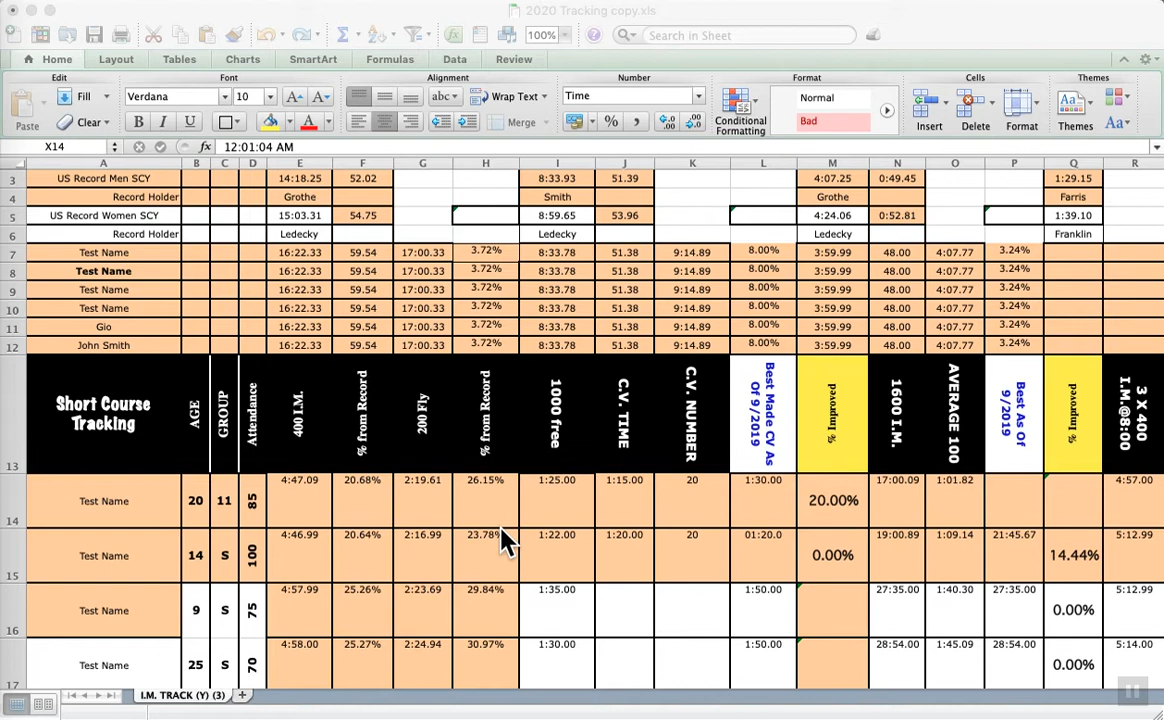 2020 Tracking copy.xls
100%
Search in Sheet
Home Layout Tables Charts SmartArt Formulas Data Review
Edit Font Alignment Number Format Cells Themes
Fill Verdana 10 abc Wrap Text Time Normal
Paste Clear B I U Merge % Conditional Formatting Bad Insert Delete Format Themes Aa
X14 fx 12:01:04 AM
A B C D E F G H I J K L M N O P Q R
3 US Record Men SCY 14:18.25 52.02 8:33.93 51.39 4:07.25 0:49.45 1:29.15
4 Record Holder Grothe Smith Grothe Farris
5 US Record Women SCY 15:03.31 54.75 8:59.65 53.96 4:24.06 0:52.81 1:39.10
6 Record Holder Ledecky Ledecky Ledecky Franklin
7 Test Name 16:22.33 59.54 17:00.33 3.72% 8:33.78 51.38 9:14.89 8.00% 3:59.99 48.00 4:07.77 3.24%
8 Test Name 16:22.33 59.54 17:00.33 3.72% 8:33.78 51.38 9:14.89 8.00% 3:59.99 48.00 4:07.77 3.24%
9 Test Name 16:22.33 59.54 17:00.33 3.72% 8:33.78 51.38 9:14.89 8.00% 3:59.99 48.00 4:07.77 3.24%
10 Test Name 16:22.33 59.54 17:00.33 3.72% 8:33.78 51.38 9:14.89 8.00% 3:59.99 48.00 4:07.77 3.24%
11 Gio 16:22.33 59.54 17:00.33 3.72% 8:33.78 51.38 9:14.89 8.00% 3:59.99 48.00 4:07.77 3.24%
12 John Smith 16:22.33 59.54 17:00.33 3.72% 8:33.78 51.38 9:14.89 8.00% 3:59.99 48.00 4:07.77 3.24%
13 Short Course Tracking AGE GROUP Attendance 400 I.M. % from Record 200 Fly % from Record 1000 free C.V. TIME C.V. NUMBER Best Made CV As Of 9/2019 Improved % 1600 I.M. AVERAGE 100 Best As Of 9/2019 Improved % 3 X 400 I.M.@8:00
14 Test Name 20 11 85 4:47.09 20.68% 2:19.61 26.15% 1:25.00 1:15.00 20 1:30.00 20.00% 17:00.09 1:01.82 4:57.00
15 Test Name 14 S 100 4:46.99 20.64% 2:16.99 23.78% 1:22.00 1:20.00 20 01:20.0 0.00% 19:00.89 1:09.14 21:45.67 14.44% 5:12.99
16 Test Name 9 S 75 4:57.99 25.26% 2:23.69 29.84% 1:35.00 1:50.00 27:35.00 1:40.30 27:35.00 0.00% 5:12.99
17 Test Name 25 S 70 4:58.00 25.27% 2:24.94 30.97% 1:30.00 1:50.00 28:54.00 1:45.09 28:54.00 0.00% 5:14.00
I.M. TRACK (Y) (3)